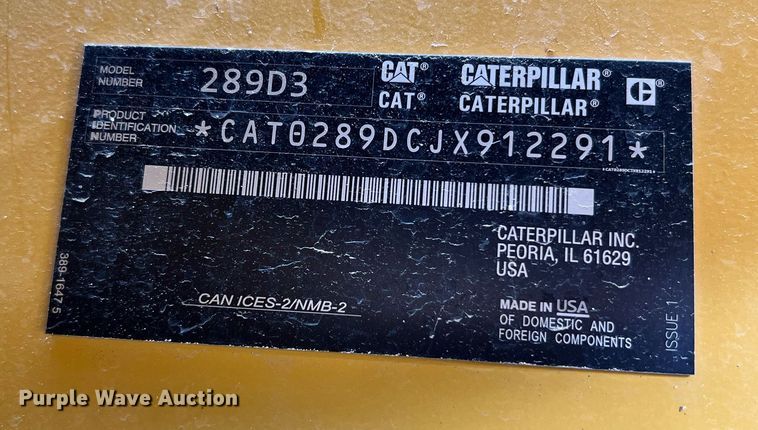 MODEL NUMBER 289D3
CAT® CATERPILLAR® C®
CAT® CATERPILLAR®
PRODUCT IDENTIFICATION NUMBER *CAT0289DCJX912291*
*CAT0289DCJX912291*
CATERPILLAR INC.
PEORIA, IL 61629
USA
CAN ICES-2/NMB-2
MADE IN USA
OF DOMESTIC AND
FOREIGN COMPONENTS
389-1647 5
ISSUE 1
Purple Wave Auction